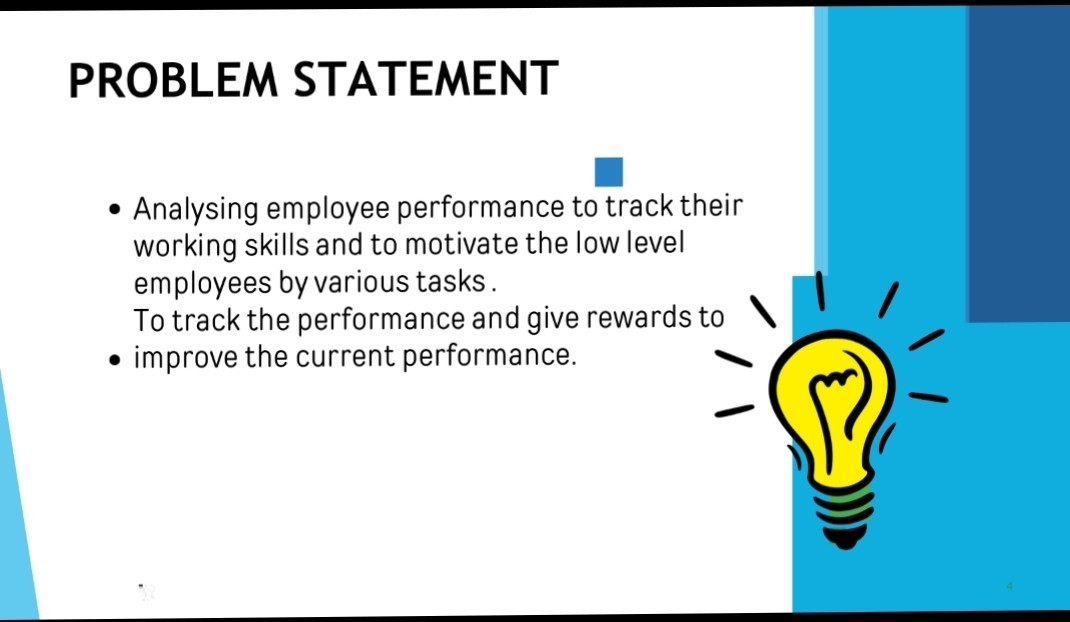 PROBLEM STATEMENT
• Analysing employee performance to track their
working skills and to motivate the low level
employees by various tasks .
To track the performance and give rewards to
• improve the current performance.
4